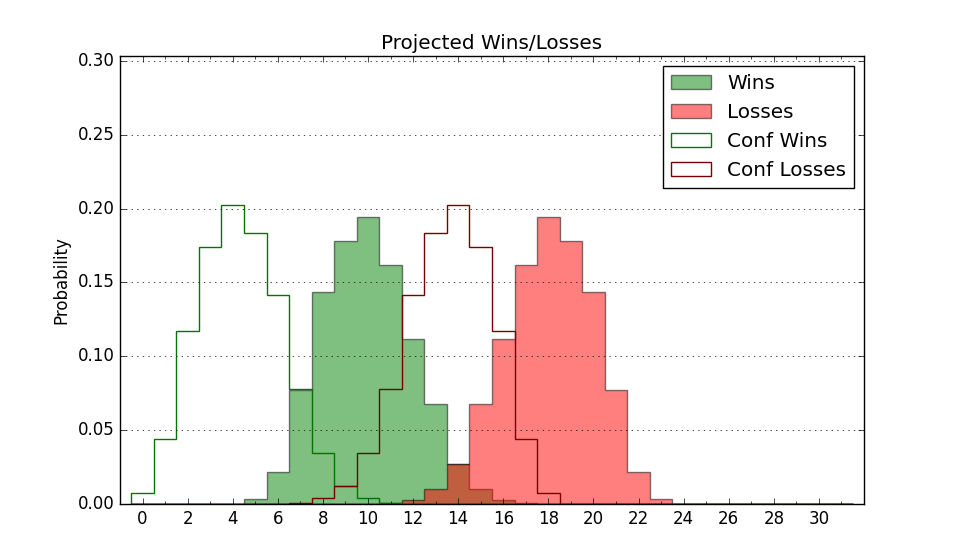 Projected Wins/Losses
0.30
0.25
0.20
0.15
0.10
0.05
0.00
Probability
Wins
Losses
Conf Wins
Conf Losses
0 2 4 6 8 10 12 14 16 18 20 22 24 26 28 30